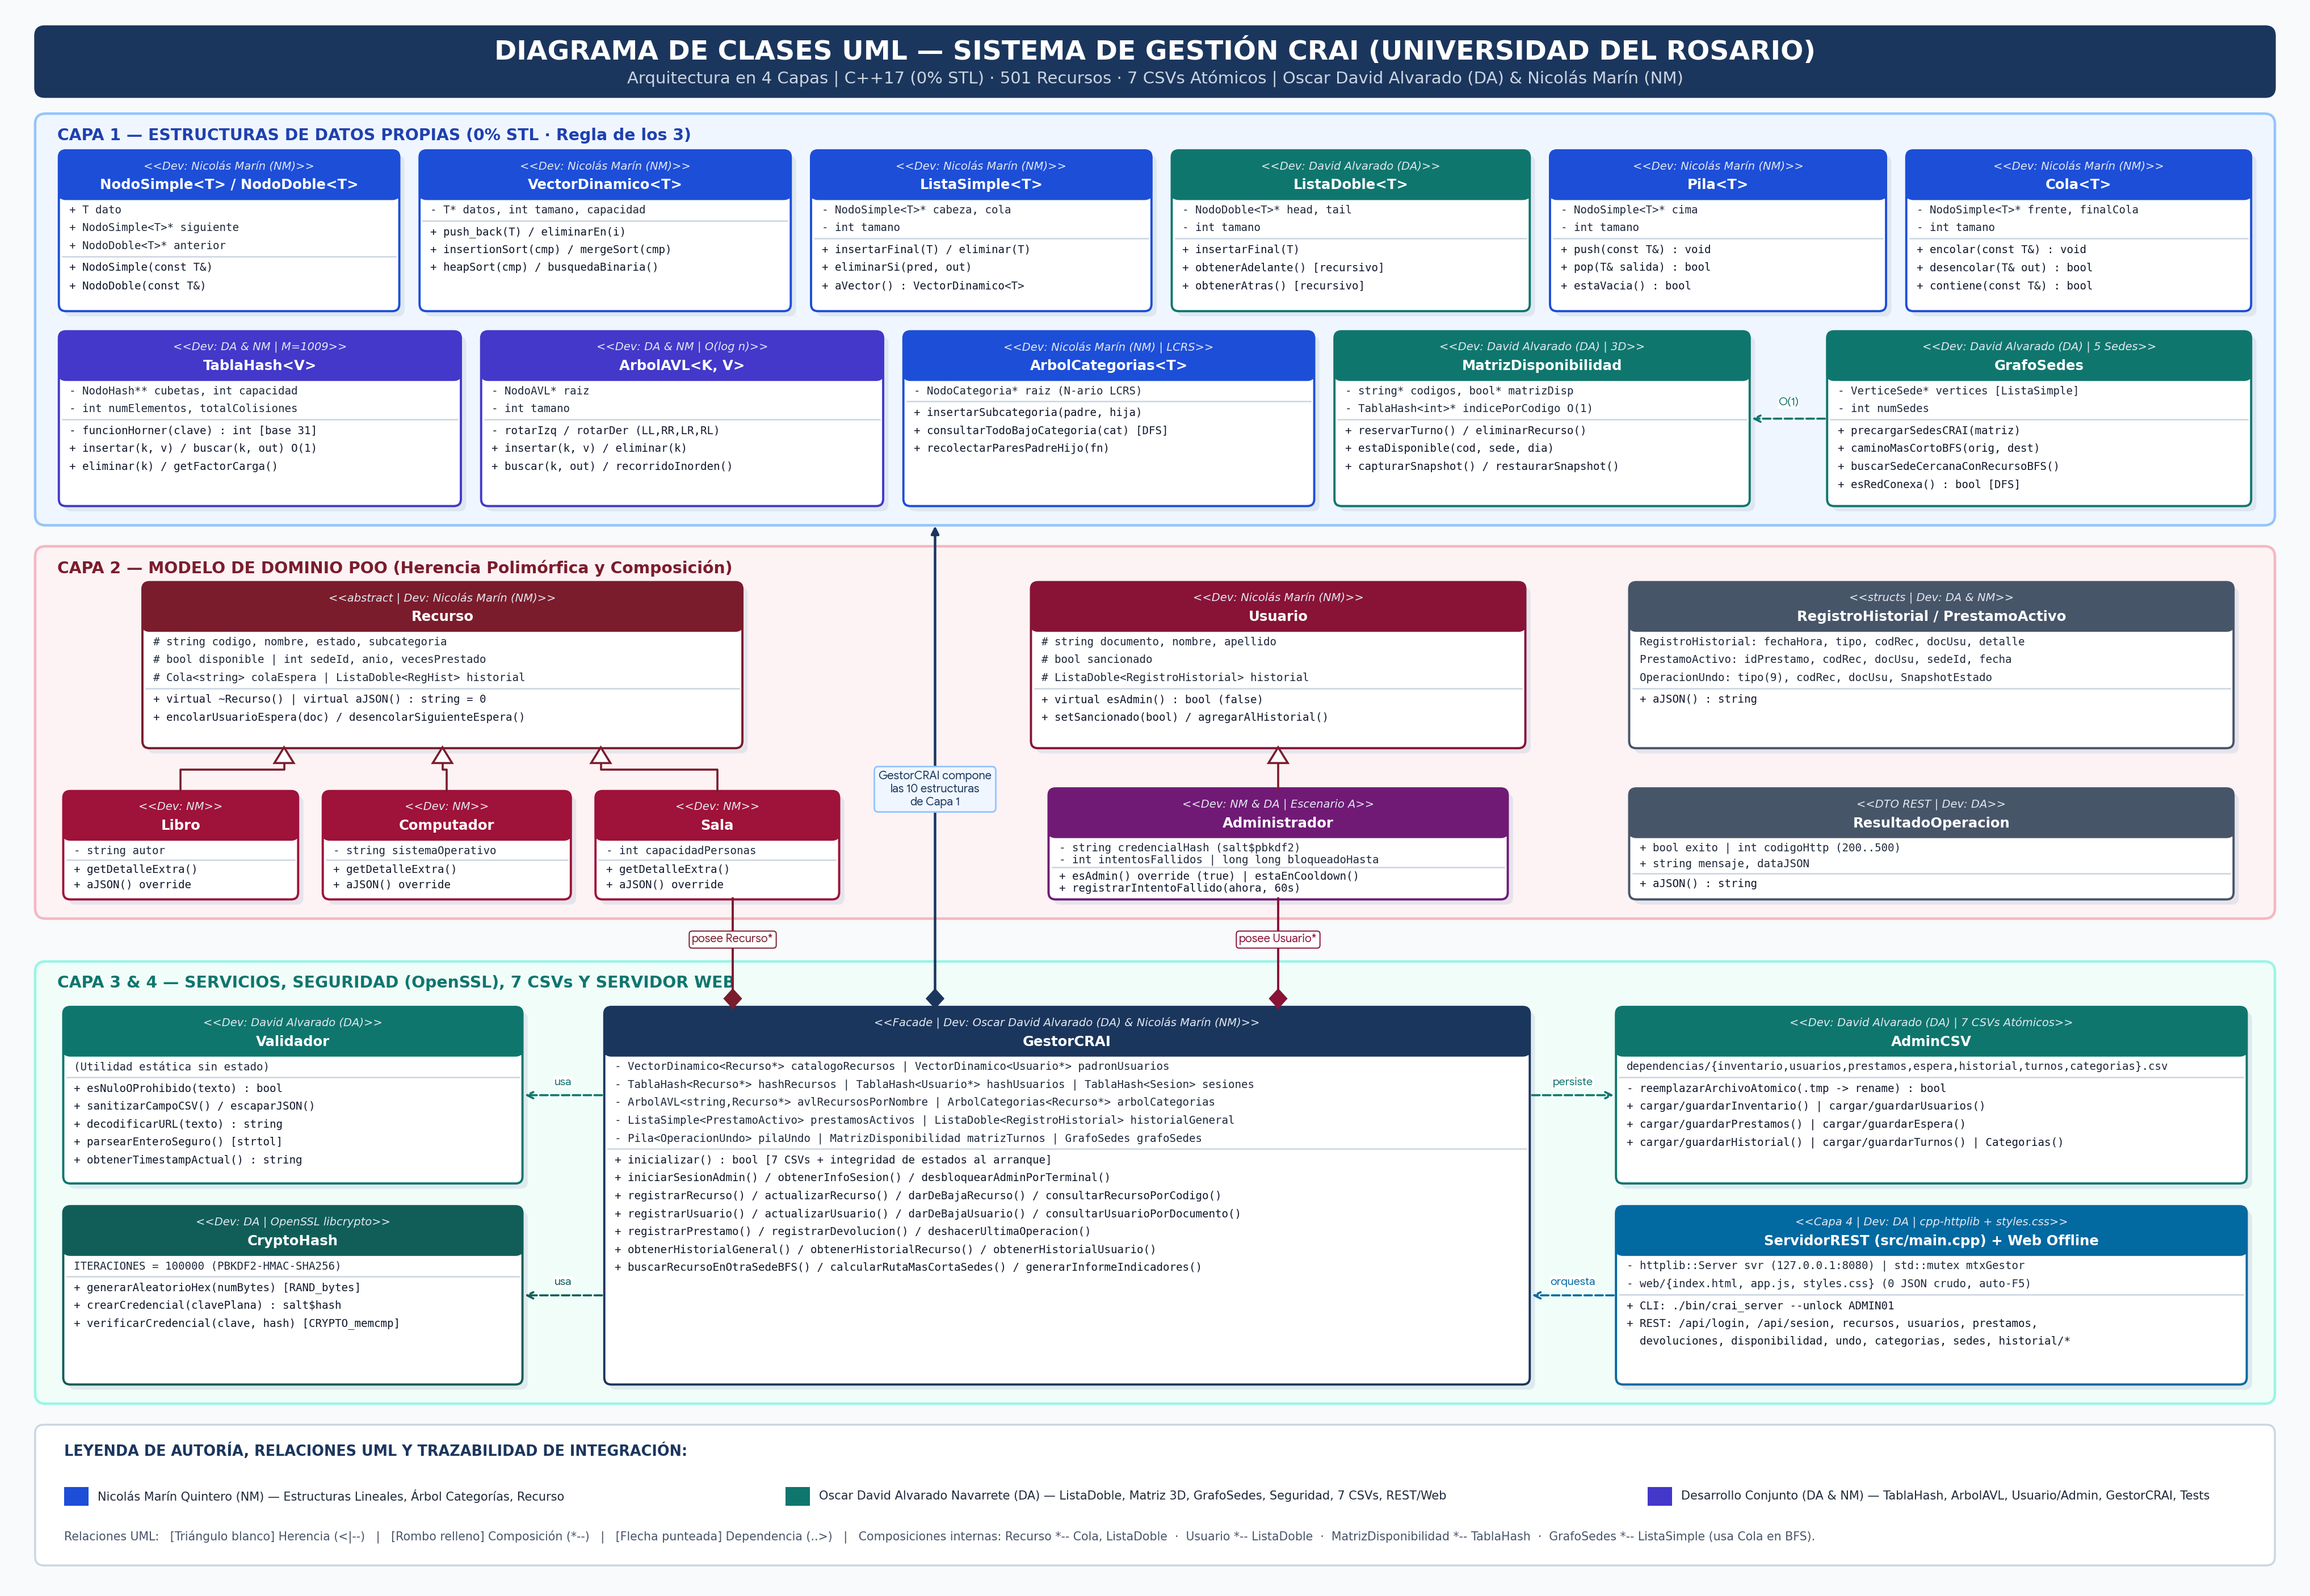 DIAGRAMA DE CLASES UML — SISTEMA DE GESTIÓN CRAI (UNIVERSIDAD DEL ROSARIO)
Arquitectura en 4 Capas | C++17 (0% STL) · 501 Recursos · 7 CSVs Atómicos | Oscar David Alvarado (DA) & Nicolás Marín (NM)
CAPA 1 — ESTRUCTURAS DE DATOS PROPIAS (0% STL · Regla de los 3)
<<Dev: Nicolás Marín (NM)>>
NodoSimple<T> / NodoDoble<T>
+ T dato
+ NodoSimple<T>* siguiente
+ NodoDoble<T>* anterior
+ NodoSimple(const T&)
+ NodoDoble(const T&)
<<Dev: Nicolás Marín (NM)>>
VectorDinamico<T>
- T* datos, int tamano, capacidad
+ push_back(T) / eliminarEn(i)
+ insertionSort(cmp) / mergeSort(cmp)
+ heapSort(cmp) / busquedaBinaria()
<<Dev: Nicolás Marín (NM)>>
ListaSimple<T>
- NodoSimple<T>* cabeza, cola
- int tamano
+ insertarFinal(T) / eliminar(T)
+ eliminarSi(pred, out)
+ aVector() : VectorDinamico<T>
<<Dev: David Alvarado (DA)>>
ListaDoble<T>
- NodoDoble<T>* head, tail
- int tamano
+ insertarFinal(T)
+ obtenerAdelante() [recursivo]
+ obtenerAtras() [recursivo]
<<Dev: Nicolás Marín (NM)>>
Pila<T>
- NodoSimple<T>* cima
- int tamano
+ push(const T&) : void
+ pop(T& salida) : bool
+ estaVacia() : bool
<<Dev: Nicolás Marín (NM)>>
Cola<T>
- NodoSimple<T>* frente, finalCola
- int tamano
+ encolar(const T&) : void
+ desencolar(T& out) : bool
+ contiene(const T&) : bool
<<Dev: DA & NM | M=1009>>
TablaHash<V>
- NodoHash** cubetas, int capacidad
- int numElementos, totalColisiones
- funcionHorner(clave) : int [base 31]
+ insertar(k, v) / buscar(k, out) O(1)
+ eliminar(k) / getFactorCarga()
<<Dev: DA & NM | O(log n)>>
ArbolAVL<K, V>
- NodoAVL* raiz
- int tamano
- rotarIzq / rotarDer (LL,RR,LR,RL)
+ insertar(k, v) / eliminar(k)
+ buscar(k, out) / recorridoInorden()
<<Dev: Nicolás Marín (NM) | LCRS>>
ArbolCategorias<T>
- NodoCategoria* raiz (N-ario LCRS)
+ insertarSubcategoria(padre, hija)
+ consultarTodoBajoCategoria(cat) [DFS]
+ recolectarParesPadreHijo(fn)
<<Dev: David Alvarado (DA) | 3D>>
MatrizDisponibilidad
- string* codigos, bool* matrizDisp
- TablaHash<int>* indicePorCodigo O(1)
+ reservarTurno() / eliminarRecurso()
+ estaDisponible(cod, sede, dia)
+ capturarSnapshot() / restaurarSnapshot()
O(1)
<<Dev: David Alvarado (DA) | 5 Sedes>>
GrafoSedes
- VerticeSede* vertices [ListaSimple]
- int numSedes
+ precargarSedesCRAI(matriz)
+ caminoMasCortoBFS(orig, dest)
+ buscarSedeCercanaConRecursoBFS()
+ esRedConexa() : bool [DFS]
CAPA 2 — MODELO DE DOMINIO POO (Herencia Polimórfica y Composición)
<<abstract | Dev: Nicolás Marín (NM)>>
Recurso
# string codigo, nombre, estado, subcategoria
# bool disponible | int sedeId, anio, vecesPrestado
# Cola<string> colaEspera | ListaDoble<RegHist> historial
+ virtual ~Recurso() | virtual aJSON() : string = 0
+ encolarUsuarioEspera(doc) / desencolarSiguienteEspera()
<<Dev: Nicolás Marín (NM)>>
Usuario
# string documento, nombre, apellido
# bool sancionado
# ListaDoble<RegistroHistorial> historial
+ virtual esAdmin() : bool (false)
+ setSancionado(bool) / agregarAlHistorial()
<<structs | Dev: DA & NM>>
RegistroHistorial / PrestamoActivo
RegistroHistorial: fechaHora, tipo, codRec, docUsu, detalle
PrestamoActivo: idPrestamo, codRec, docUsu, sedeId, fecha
OperacionUndo: tipo(9), codRec, docUsu, SnapshotEstado
+ aJSON() : string
<<Dev: NM>>
Libro
- string autor
+ getDetalleExtra()
+ aJSON() override
<<Dev: NM>>
Computador
- string sistemaOperativo
+ getDetalleExtra()
+ aJSON() override
<<Dev: NM>>
Sala
- int capacidadPersonas
+ getDetalleExtra()
+ aJSON() override
GestorCRAI compone
las 10 estructuras
de Capa 1
<<Dev: NM & DA | Escenario A>>
Administrador
- string credencialHash (salt$pbkdf2)
- int intentosFallidos | long long bloqueadoHasta
+ esAdmin() override (true) | estaEnCooldown()
+ registrarIntentoFallido(ahora, 60s)
<<DTO REST | Dev: DA>>
ResultadoOperacion
+ bool exito | int codigoHttp (200..500)
+ string mensaje, dataJSON
+ aJSON() : string
posee Recurso*
posee Usuario*
CAPA 3 & 4 — SERVICIOS, SEGURIDAD (OpenSSL), 7 CSVs Y SERVIDOR WEB
<<Dev: David Alvarado (DA)>>
Validador
(Utilidad estática sin estado)
+ esNuloOProhibido(texto) : bool
+ sanitizarCampoCSV() / escaparJSON()
+ decodificarURL(texto) : string
+ parsearEnteroSeguro() [strtol]
+ obtenerTimestampActual() : string
usa
<<Facade | Dev: Oscar David Alvarado (DA) & Nicolás Marín (NM)>>
GestorCRAI
- VectorDinamico<Recurso*> catalogoRecursos | VectorDinamico<Usuario*> padronUsuarios
- TablaHash<Recurso*> hashRecursos | TablaHash<Usuario*> hashUsuarios | TablaHash<Sesion> sesiones
- ArbolAVL<string,Recurso*> avlRecursosPorNombre | ArbolCategorias<Recurso*> arbolCategorias
- ListaSimple<PrestamoActivo> prestamosActivos | ListaDoble<RegistroHistorial> historialGeneral
- Pila<OperacionUndo> pilaUndo | MatrizDisponibilidad matrizTurnos | GrafoSedes grafoSedes
+ inicializar() : bool [7 CSVs + integridad de estados al arranque]
+ iniciarSesionAdmin() / obtenerInfoSesion() / desbloquearAdminPorTerminal()
+ registrarRecurso() / actualizarRecurso() / darDeBajaRecurso() / consultarRecursoPorCodigo()
+ registrarUsuario() / actualizarUsuario() / darDeBajaUsuario() / consultarUsuarioPorDocumento()
+ registrarPrestamo() / registrarDevolucion() / deshacerUltimaOperacion()
+ obtenerHistorialGeneral() / obtenerHistorialRecurso() / obtenerHistorialUsuario()
+ buscarRecursoEnOtraSedeBFS() / calcularRutaMasCortaSedes() / generarInformeIndicadores()
persiste
<<Dev: David Alvarado (DA) | 7 CSVs Atómicos>>
AdminCSV
dependencias/{inventario,usuarios,prestamos,espera,historial,turnos,categorias}.csv
- reemplazarArchivoAtomico(.tmp -> rename) : bool
+ cargar/guardarInventario() | cargar/guardarUsuarios()
+ cargar/guardarPrestamos() | cargar/guardarEspera()
+ cargar/guardarHistorial() | cargar/guardarTurnos() | Categorias()
<<Dev: DA | OpenSSL libcrypto>>
CryptoHash
ITERACIONES = 100000 (PBKDF2-HMAC-SHA256)
+ generarAleatorioHex(numBytes) [RAND_bytes]
+ crearCredencial(clavePlana) : salt$hash
+ verificarCredencial(clave, hash) [CRYPTO_memcmp]
usa
orquesta
<<Capa 4 | Dev: DA | cpp-httplib + styles.css>>
ServidorREST (src/main.cpp) + Web Offline
- httplib::Server svr (127.0.0.1:8080) | std::mutex mtxGestor
- web/{index.html, app.js, styles.css} (0 JSON crudo, auto-F5)
+ CLI: ./bin/crai_server --unlock ADMIN01
+ REST: /api/login, /api/sesion, recursos, usuarios, prestamos,
devoluciones, disponibilidad, undo, categorias, sedes, historial/*
LEYENDA DE AUTORÍA, RELACIONES UML Y TRAZABILIDAD DE INTEGRACIÓN:
Nicolás Marín Quintero (NM) — Estructuras Lineales, Árbol Categorías, Recurso
Oscar David Alvarado Navarrete (DA) — ListaDoble, Matriz 3D, GrafoSedes, Seguridad, 7 CSVs, REST/Web
Desarrollo Conjunto (DA & NM) — TablaHash, ArbolAVL, Usuario/Admin, GestorCRAI, Tests
Relaciones UML: [Triángulo blanco] Herencia (<|--) | [Rombo relleno] Composición (*--) | [Flecha punteada] Dependencia (..>) | Composiciones internas: Recurso *-- Cola, ListaDoble · Usuario *-- ListaDoble · MatrizDisponibilidad *-- TablaHash · GrafoSedes *-- ListaSimple (usa Cola en BFS).